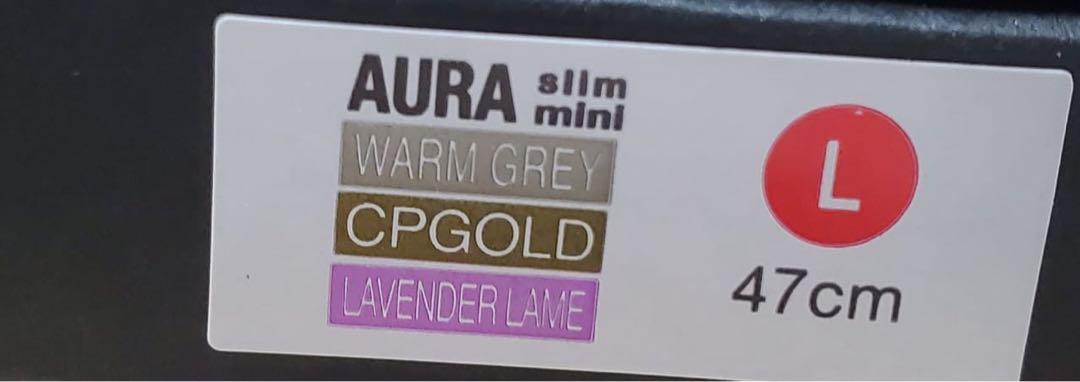 AURA slim
mini
WARM GREY
CPGOLD
LAVENDER LAME
L
47cm